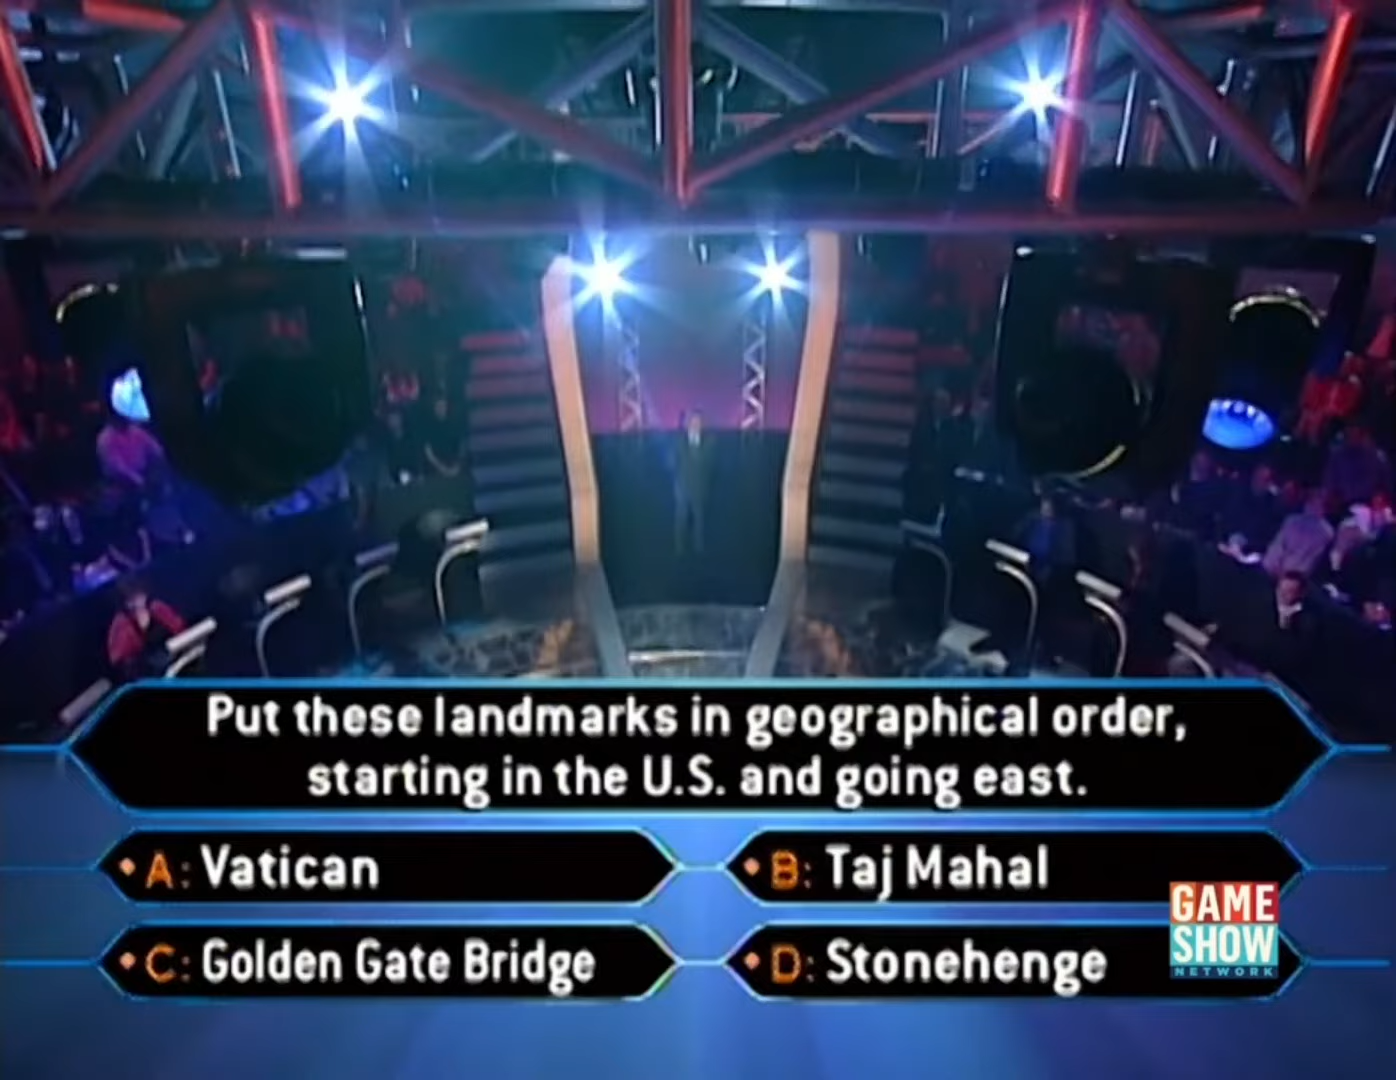 Put these landmarks in geographical order,
starting in the U.S. and going east.
A: Vatican
B: Taj Mahal
C: Golden Gate Bridge
D: Stonehenge
GAME
SHOW
NETWORK